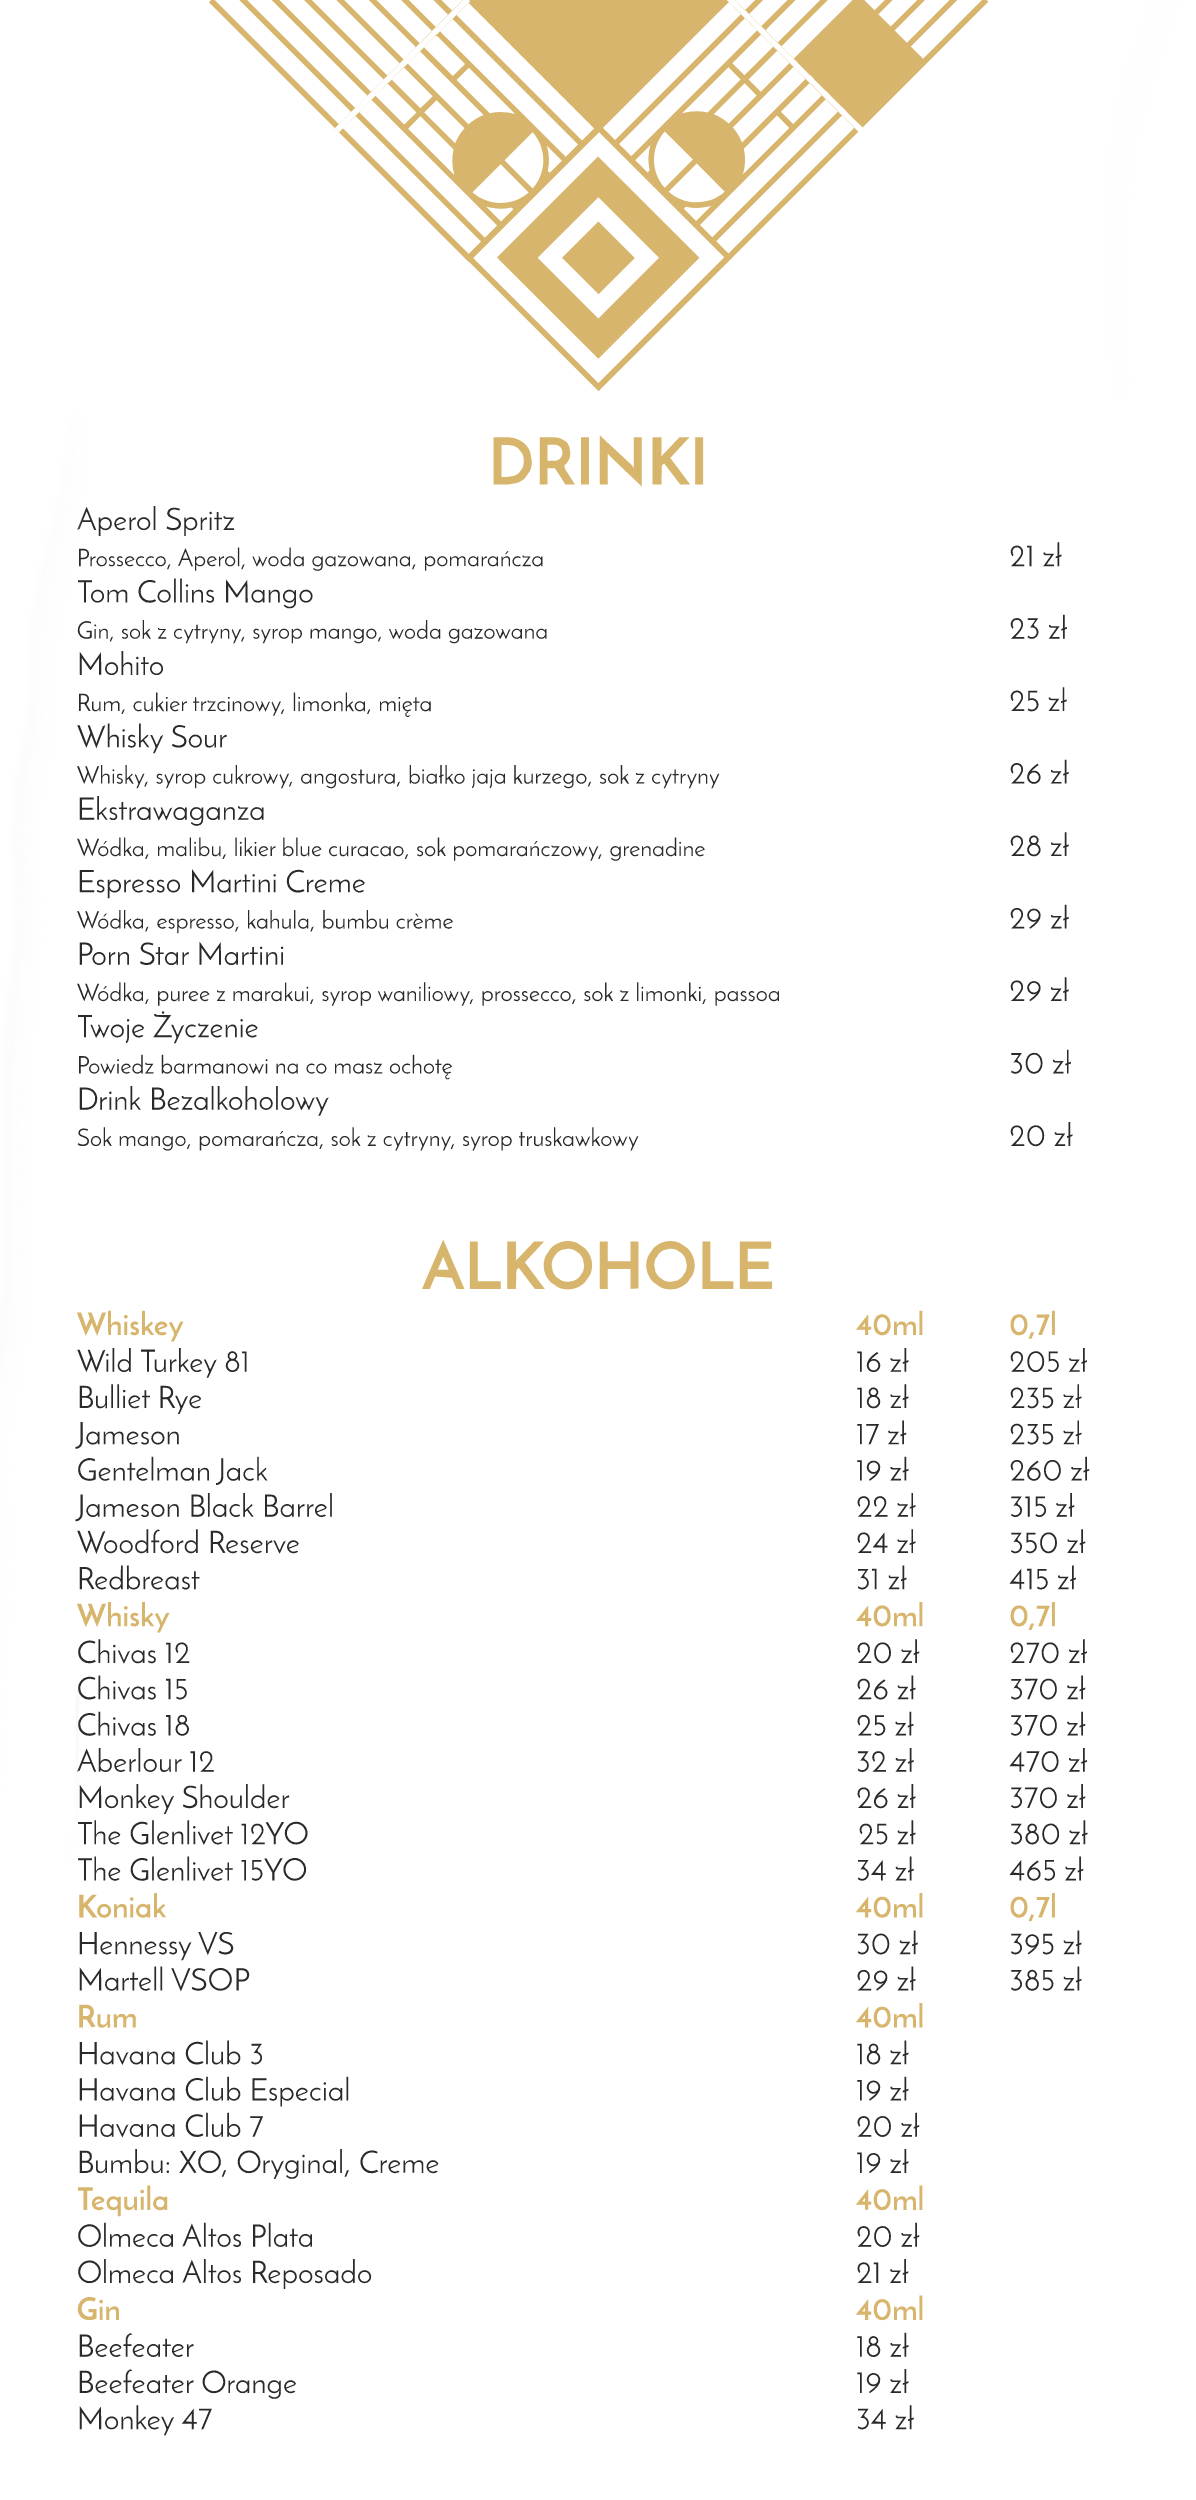 DRINKI
Aperol Spritz
Prossecco, Aperol, woda gazowana, pomarańcza 21 zł
Tom Collins Mango
Gin, sok z cytryny, syrop mango, woda gazowana 23 zł
Mohito
Rum, cukier trzcinowy, limonka, mięta 25 zł
Whisky Sour
Whisky, syrop cukrowy, angostura, białko jaja kurzego, sok z cytryny 26 zł
Ekstrawaganza
Wódka, malibu, likier blue curacao, sok pomarańczowy, grenadine 28 zł
Espresso Martini Creme
Wódka, espresso, kahula, bumbu crème 29 zł
Porn Star Martini
Wódka, puree z marakui, syrop waniliowy, prossecco, sok z limonki, passoa 29 zł
Twoje Życzenie
Powiedz barmanowi na co masz ochotę 30 zł
Drink Bezalkoholowy
Sok mango, pomarańcza, sok z cytryny, syrop truskawkowy 20 zł
ALKOHOLE
Whiskey 40ml 0,7l
Wild Turkey 81 16 zł 205 zł
Bulliet Rye 18 zł 235 zł
Jameson 17 zł 235 zł
Gentelman Jack 19 zł 260 zł
Jameson Black Barrel 22 zł 315 zł
Woodford Reserve 24 zł 350 zł
Redbreast 31 zł 415 zł
Whisky 40ml 0,7l
Chivas 12 20 zł 270 zł
Chivas 15 26 zł 370 zł
Chivas 18 25 zł 370 zł
Aberlour 12 32 zł 470 zł
Monkey Shoulder 26 zł 370 zł
The Glenlivet 12YO 25 zł 380 zł
The Glenlivet 15YO 34 zł 465 zł
Koniak 40ml 0,7l
Hennessy VS 30 zł 395 zł
Martell VSOP 29 zł 385 zł
Rum 40ml
Havana Club 3 18 zł
Havana Club Especial 19 zł
Havana Club 7 20 zł
Bumbu: XO, Oryginal, Creme 19 zł
Tequila 40ml
Olmeca Altos Plata 20 zł
Olmeca Altos Reposado 21 zł
Gin 40ml
Beefeater 18 zł
Beefeater Orange 19 zł
Monkey 47 34 zł